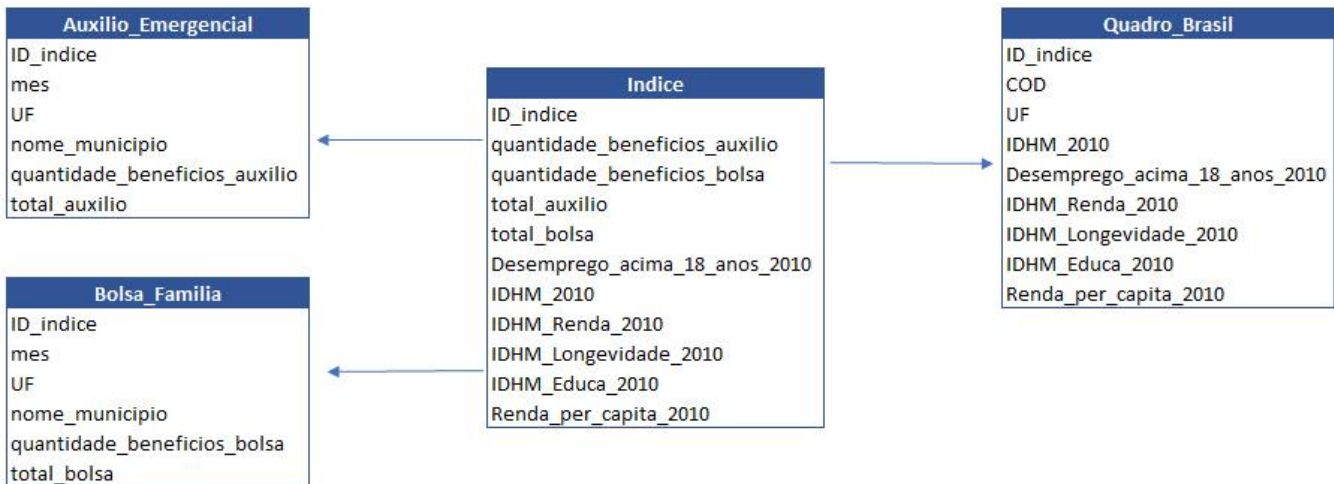 Auxilio_Emergencial
ID_indice
mes
UF
nome_municipio
quantidade_beneficios_auxilio
total_auxilio
Bolsa_Familia
ID_indice
mes
UF
nome_municipio
quantidade_beneficios_bolsa
total_bolsa
Indice
ID_indice
quantidade_beneficios_auxilio
quantidade_beneficios_bolsa
total_auxilio
total_bolsa
Desemprego_acima_18_anos_2010
IDHM_2010
IDHM_Renda_2010
IDHM_Longevidade_2010
IDHM_Educa_2010
Renda_per_capita_2010
Quadro_Brasil
ID_indice
COD
UF
IDHM_2010
Desemprego_acima_18_anos_2010
IDHM_Renda_2010
IDHM_Longevidade_2010
IDHM_Educa_2010
Renda_per_capita_2010